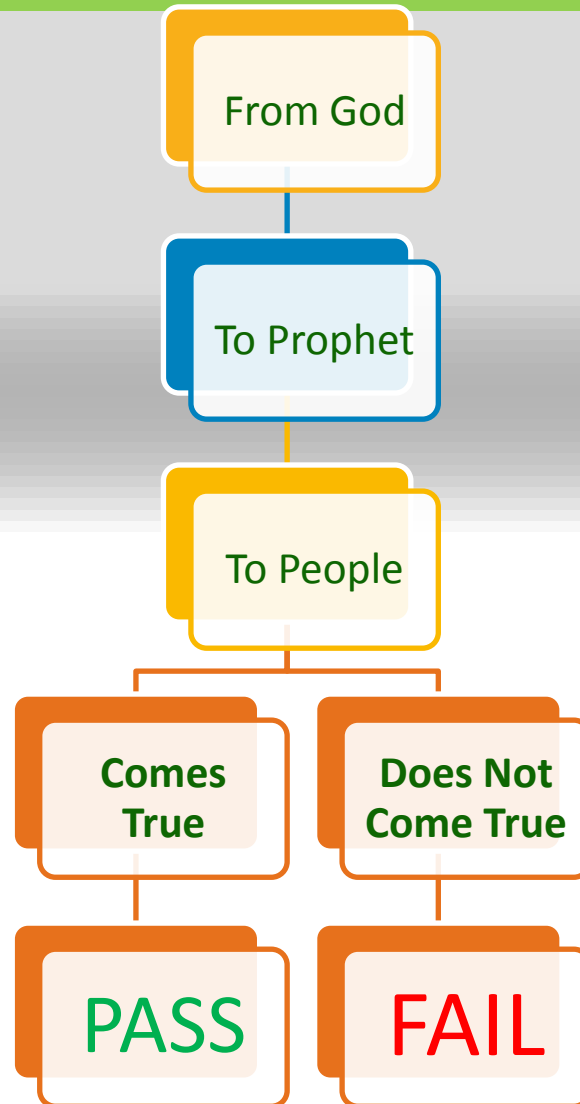 From God
To Prophet
To People
Comes
True
Does Not
Come True
PASS
FAIL